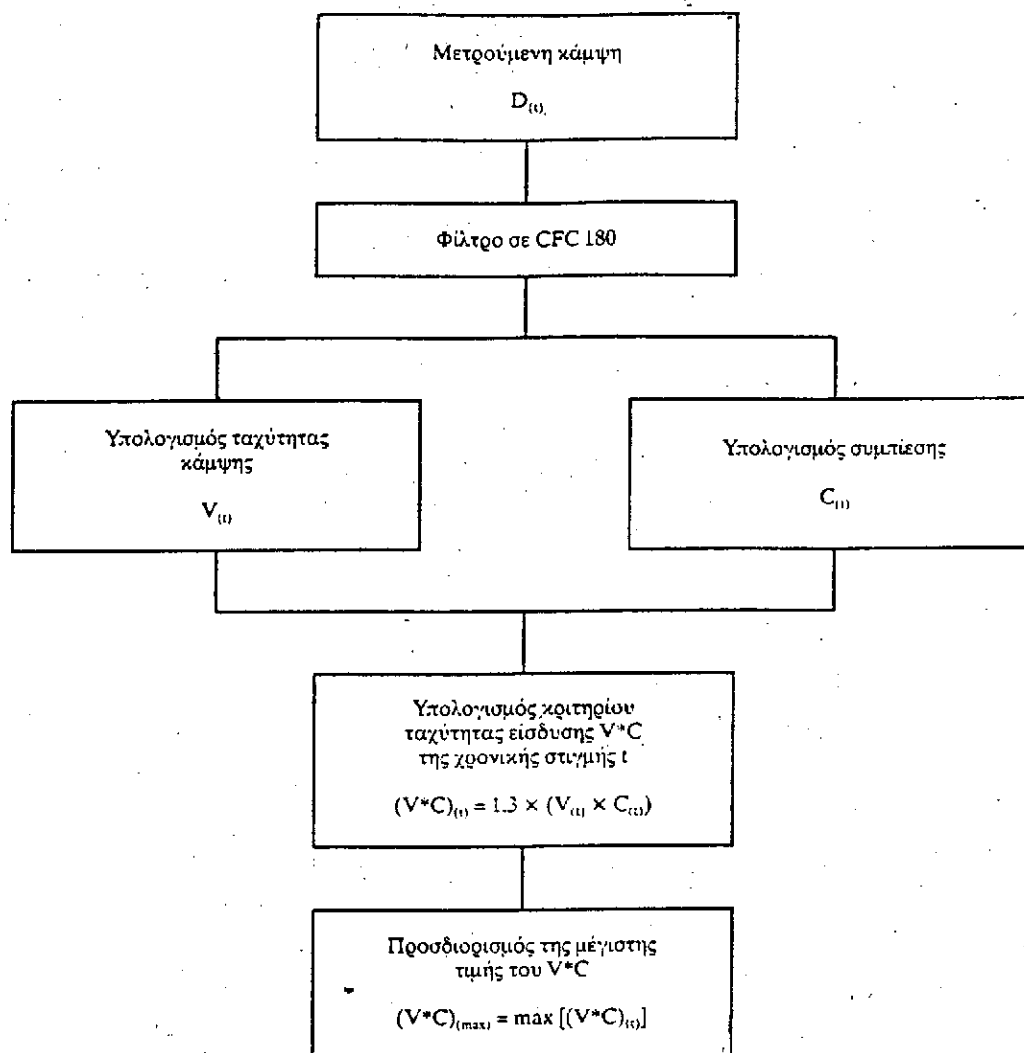 Μετρούμενη κάμψη
D(t)
Φίλτρο σε CFC 180
Υπολογισμός ταχύτητας
κάμψης
V(t)
Υπολογισμός συμπίεσης
C(t)
Υπολογισμός κριτηρίου
ταχύτητας είσδυσης V*C
της χρονικής στιγμής t
(V*C)(t) = 1.3 × (V(t) × C(t))
Προσδιορισμός της μέγιστης
τιμής του V*C
(V*C)(max) = max [(V*C)(t)]